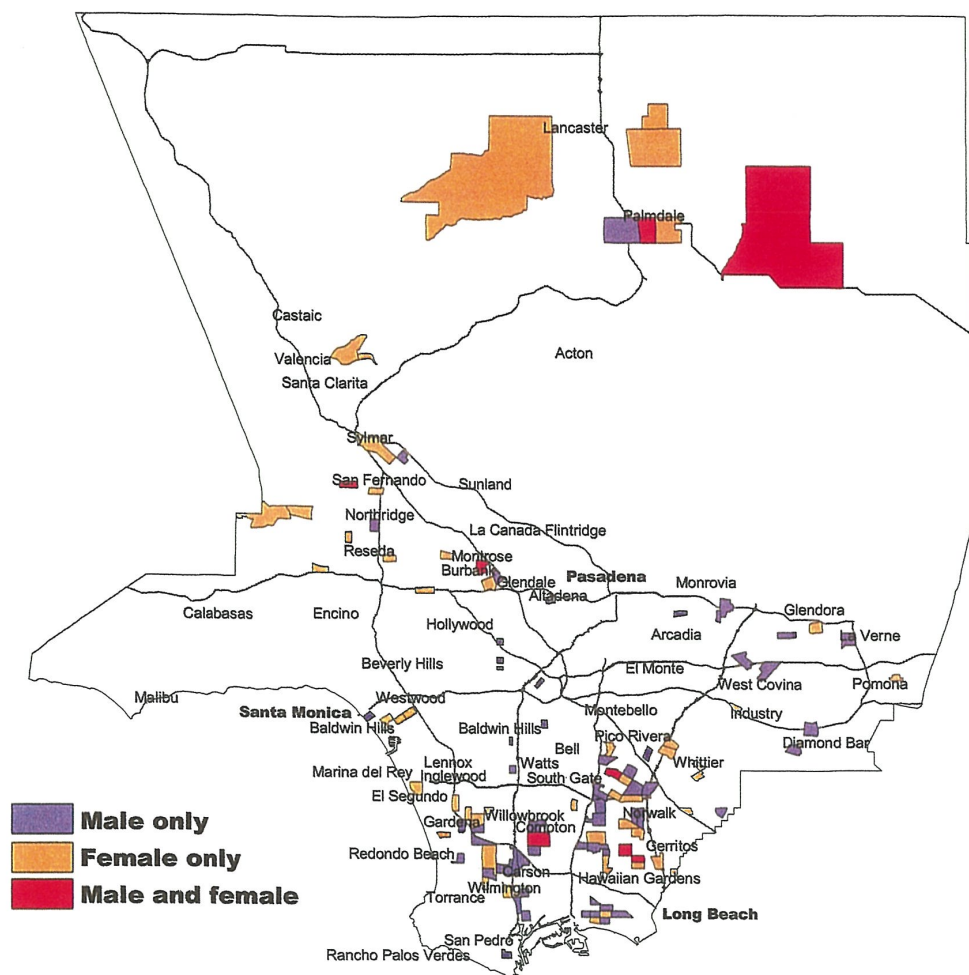 Lancaster
Palmdale
Castaic
Valencia
Acton
Santa Clarita
Sylmar
San Fernando
Sunland
Northridge
La Canada Flintridge
Reseda
Montrose
Burbank
Glendale
Pasadena
Altadena
Monrovia
Calabasas
Encino
Hollywood
Arcadia
Glendora
La Verne
Beverly Hills
El Monte
Malibu
Westwood
West Covina
Pomona
Santa Monica
Montebello
Industry
Baldwin Hills
Baldwin Hills
Pico Rivera
Diamond Bar
Bell
Lennox
Watts
Whittier
Marina del Rey
Inglewood
South Gate
El Segundo
Male only
Gardena
Willowbrook
Norwalk
Compton
Female only
Redondo Beach
Cerritos
Carson
Hawaiian Gardens
Male and female
Wilmington
Torrance
Long Beach
San Pedro
Rancho Palos Verdes